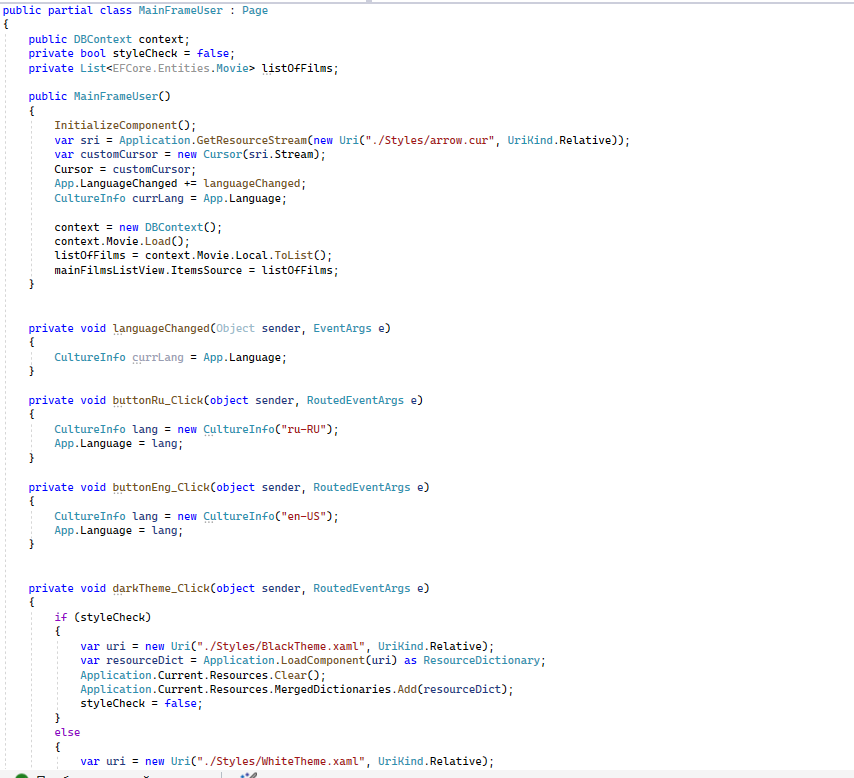 public partial class MainFrameUser : Page
{
public DBContext context;
private bool styleCheck = false;
private List<EFCore.Entities.Movie> listOfFilms;
public MainFrameUser()
{
InitializeComponent();
var sri = Application.GetResourceStream(new Uri("./Styles/arrow.cur", UriKind.Relative));
var customCursor = new Cursor(sri.Stream);
Cursor = customCursor;
App.LanguageChanged += languageChanged;
CultureInfo currLang = App.Language;
context = new DBContext();
context.Movie.Load();
listOfFilms = context.Movie.Local.ToList();
mainFilmsListView.ItemsSource = listOfFilms;
}
private void languageChanged(Object sender, EventArgs e)
{
CultureInfo currLang = App.Language;
}
private void buttonRu_Click(object sender, RoutedEventArgs e)
{
CultureInfo lang = new CultureInfo("ru-RU");
App.Language = lang;
}
private void buttonEng_Click(object sender, RoutedEventArgs e)
{
CultureInfo lang = new CultureInfo("en-US");
App.Language = lang;
}
private void darkTheme_Click(object sender, RoutedEventArgs e)
{
if (styleCheck)
{
var uri = new Uri("./Styles/BlackTheme.xaml", UriKind.Relative);
var resourceDict = Application.LoadComponent(uri) as ResourceDictionary;
Application.Current.Resources.Clear();
Application.Current.Resources.MergedDictionaries.Add(resourceDict);
styleCheck = false;
}
else
{
var uri = new Uri("./Styles/WhiteTheme.xaml", UriKind.Relative);